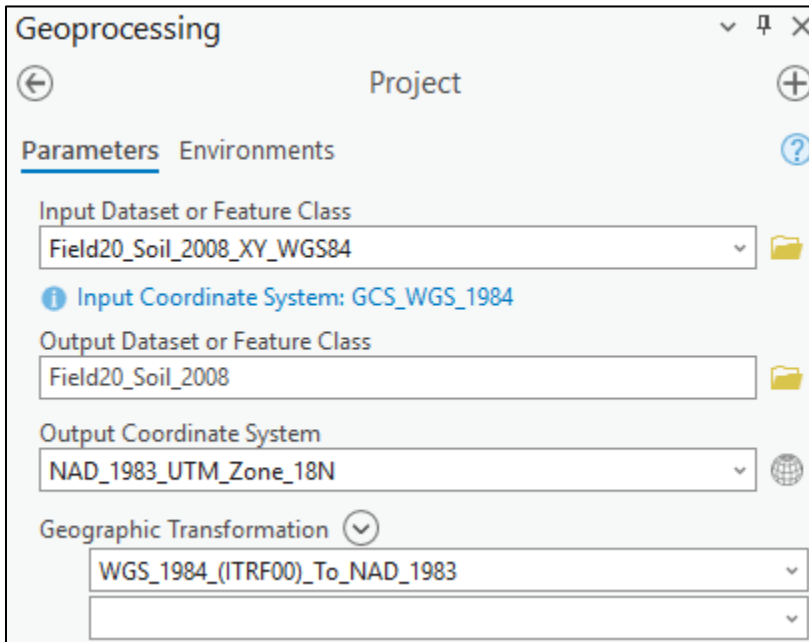 Geoprocessing
Project
Parameters Environments
Input Dataset or Feature Class
Field20_Soil_2008_XY_WGS84
Input Coordinate System: GCS_WGS_1984
Output Dataset or Feature Class
Field20_Soil_2008
Output Coordinate System
NAD_1983_UTM_Zone_18N
Geographic Transformation
WGS_1984_(ITRF00)_To_NAD_1983